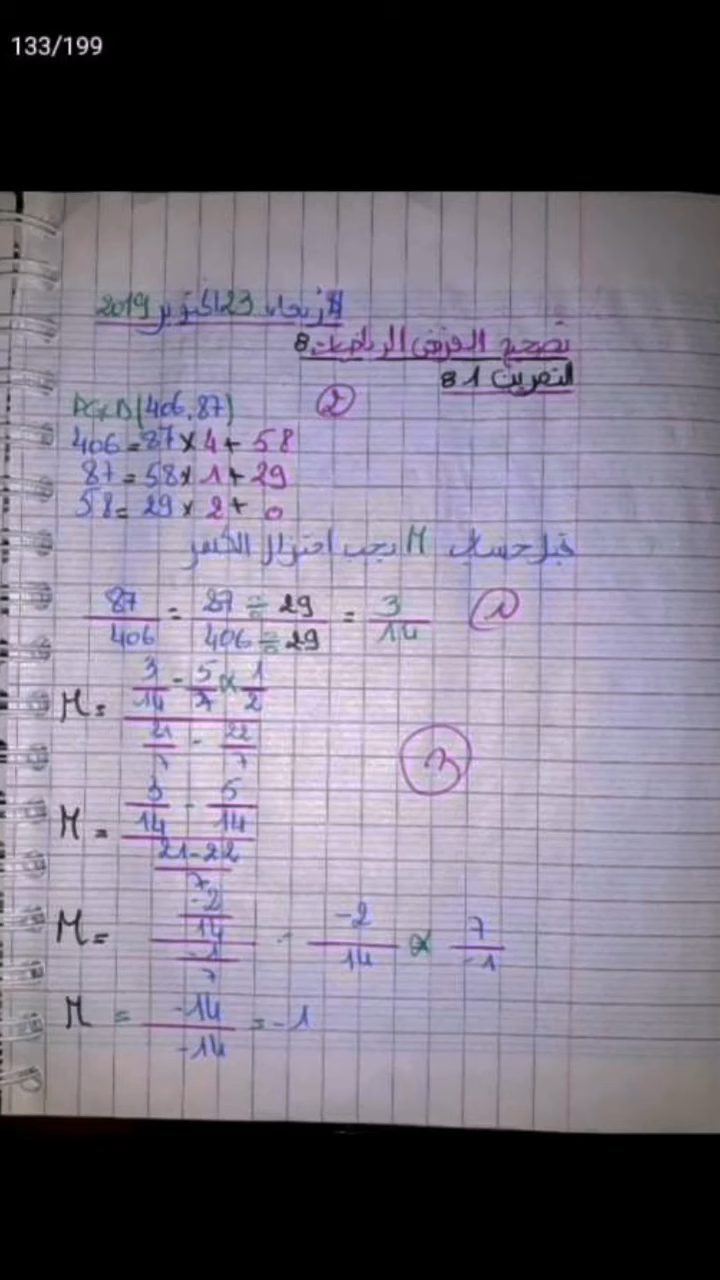 133/199
الأربعاء 23 أكتوبر 2019
تصحيح الفرض الرياضيات 8
التمرين 1 8
PGCD(406,87) ②
406 = 87 × 4 + 58
87 = 58 × 1 + 29
58 = 29 × 2 + 0
قبل حساب M يجب اختزال الكسر
87/406 = 87 ÷ 29 / 406 ÷ 29 = 3/14 ①
M = (3/14 - 5/7 × 1/2) / (21/7 - 22/7)
③
M = (3/14 - 5/14) / ((21-22)/7)
M = (-2/14) / (-1/7) - -2/14 × 7/-1
M = -14/-14 = -1